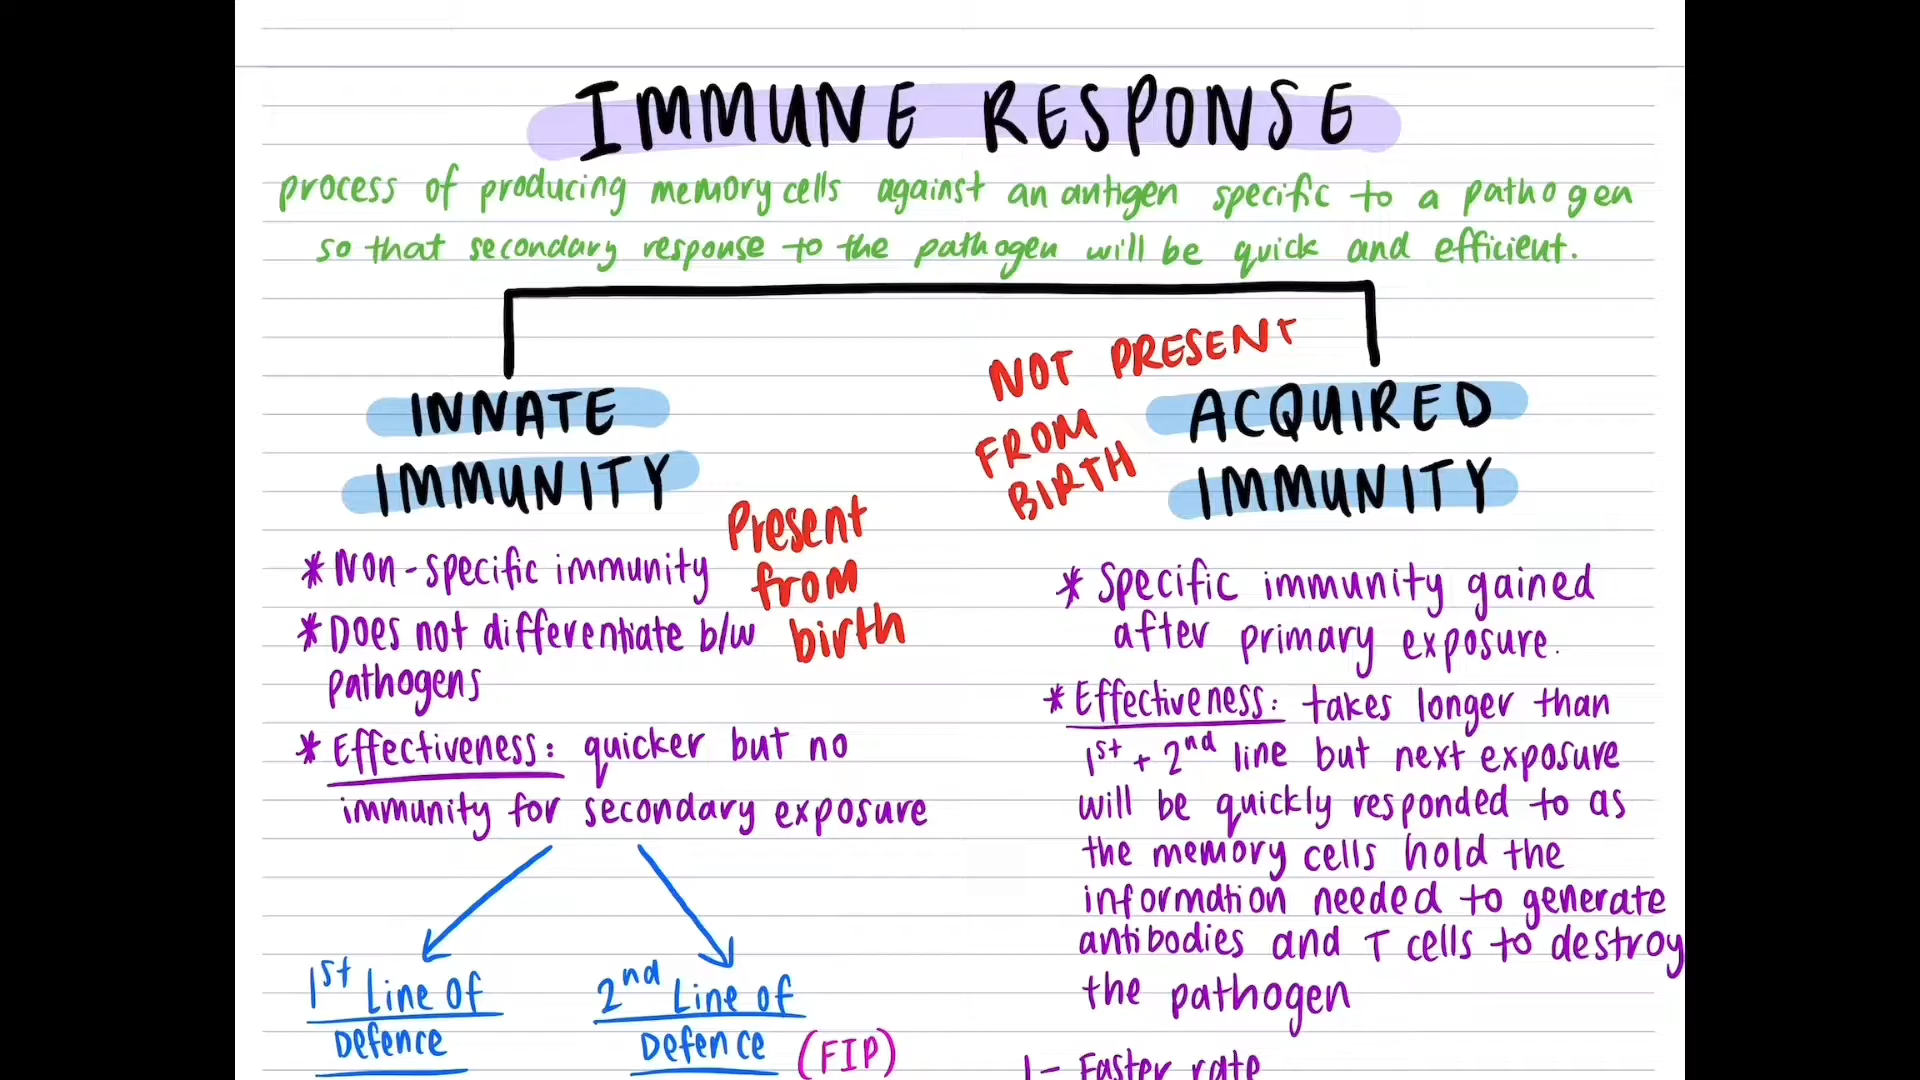 IMMUNE RESPONSE
process of producing memory cells against an antigen specific to a pathogen
so that secondary response to the pathogen will be quick and efficient.
INNATE
IMMUNITY
Present
from
birth
* Non-specific immunity
* Does not differentiate b/w
pathogens
* Effectiveness: quicker but no
immunity for secondary exposure
1st Line Of
Defence
2nd Line of
Defence (FIP)
NOT PRESENT
FROM
BIRTH
ACQUIRED
IMMUNITY
* Specific immunity gained
after primary exposure.
* Effectiveness: takes longer than
1st + 2nd line but next exposure
will be quickly responded to as
the memory cells hold the
information needed to generate
antibodies and T cells to destroy
the pathogen
1- Faster rate